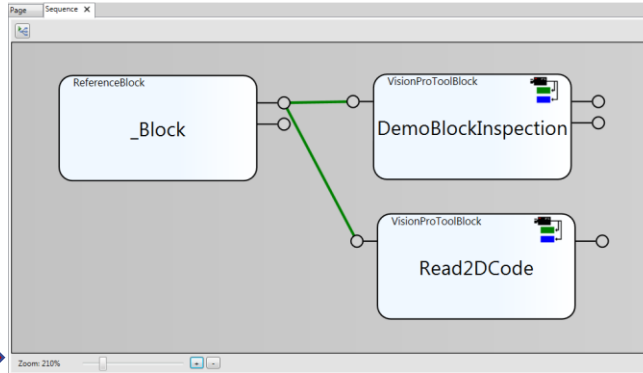 Page Sequence X
ReferenceBlock
_Block
VisionProToolBlock
DemoBlockInspection
VisionProToolBlock
Read2DCode
Zoom: 210% + -